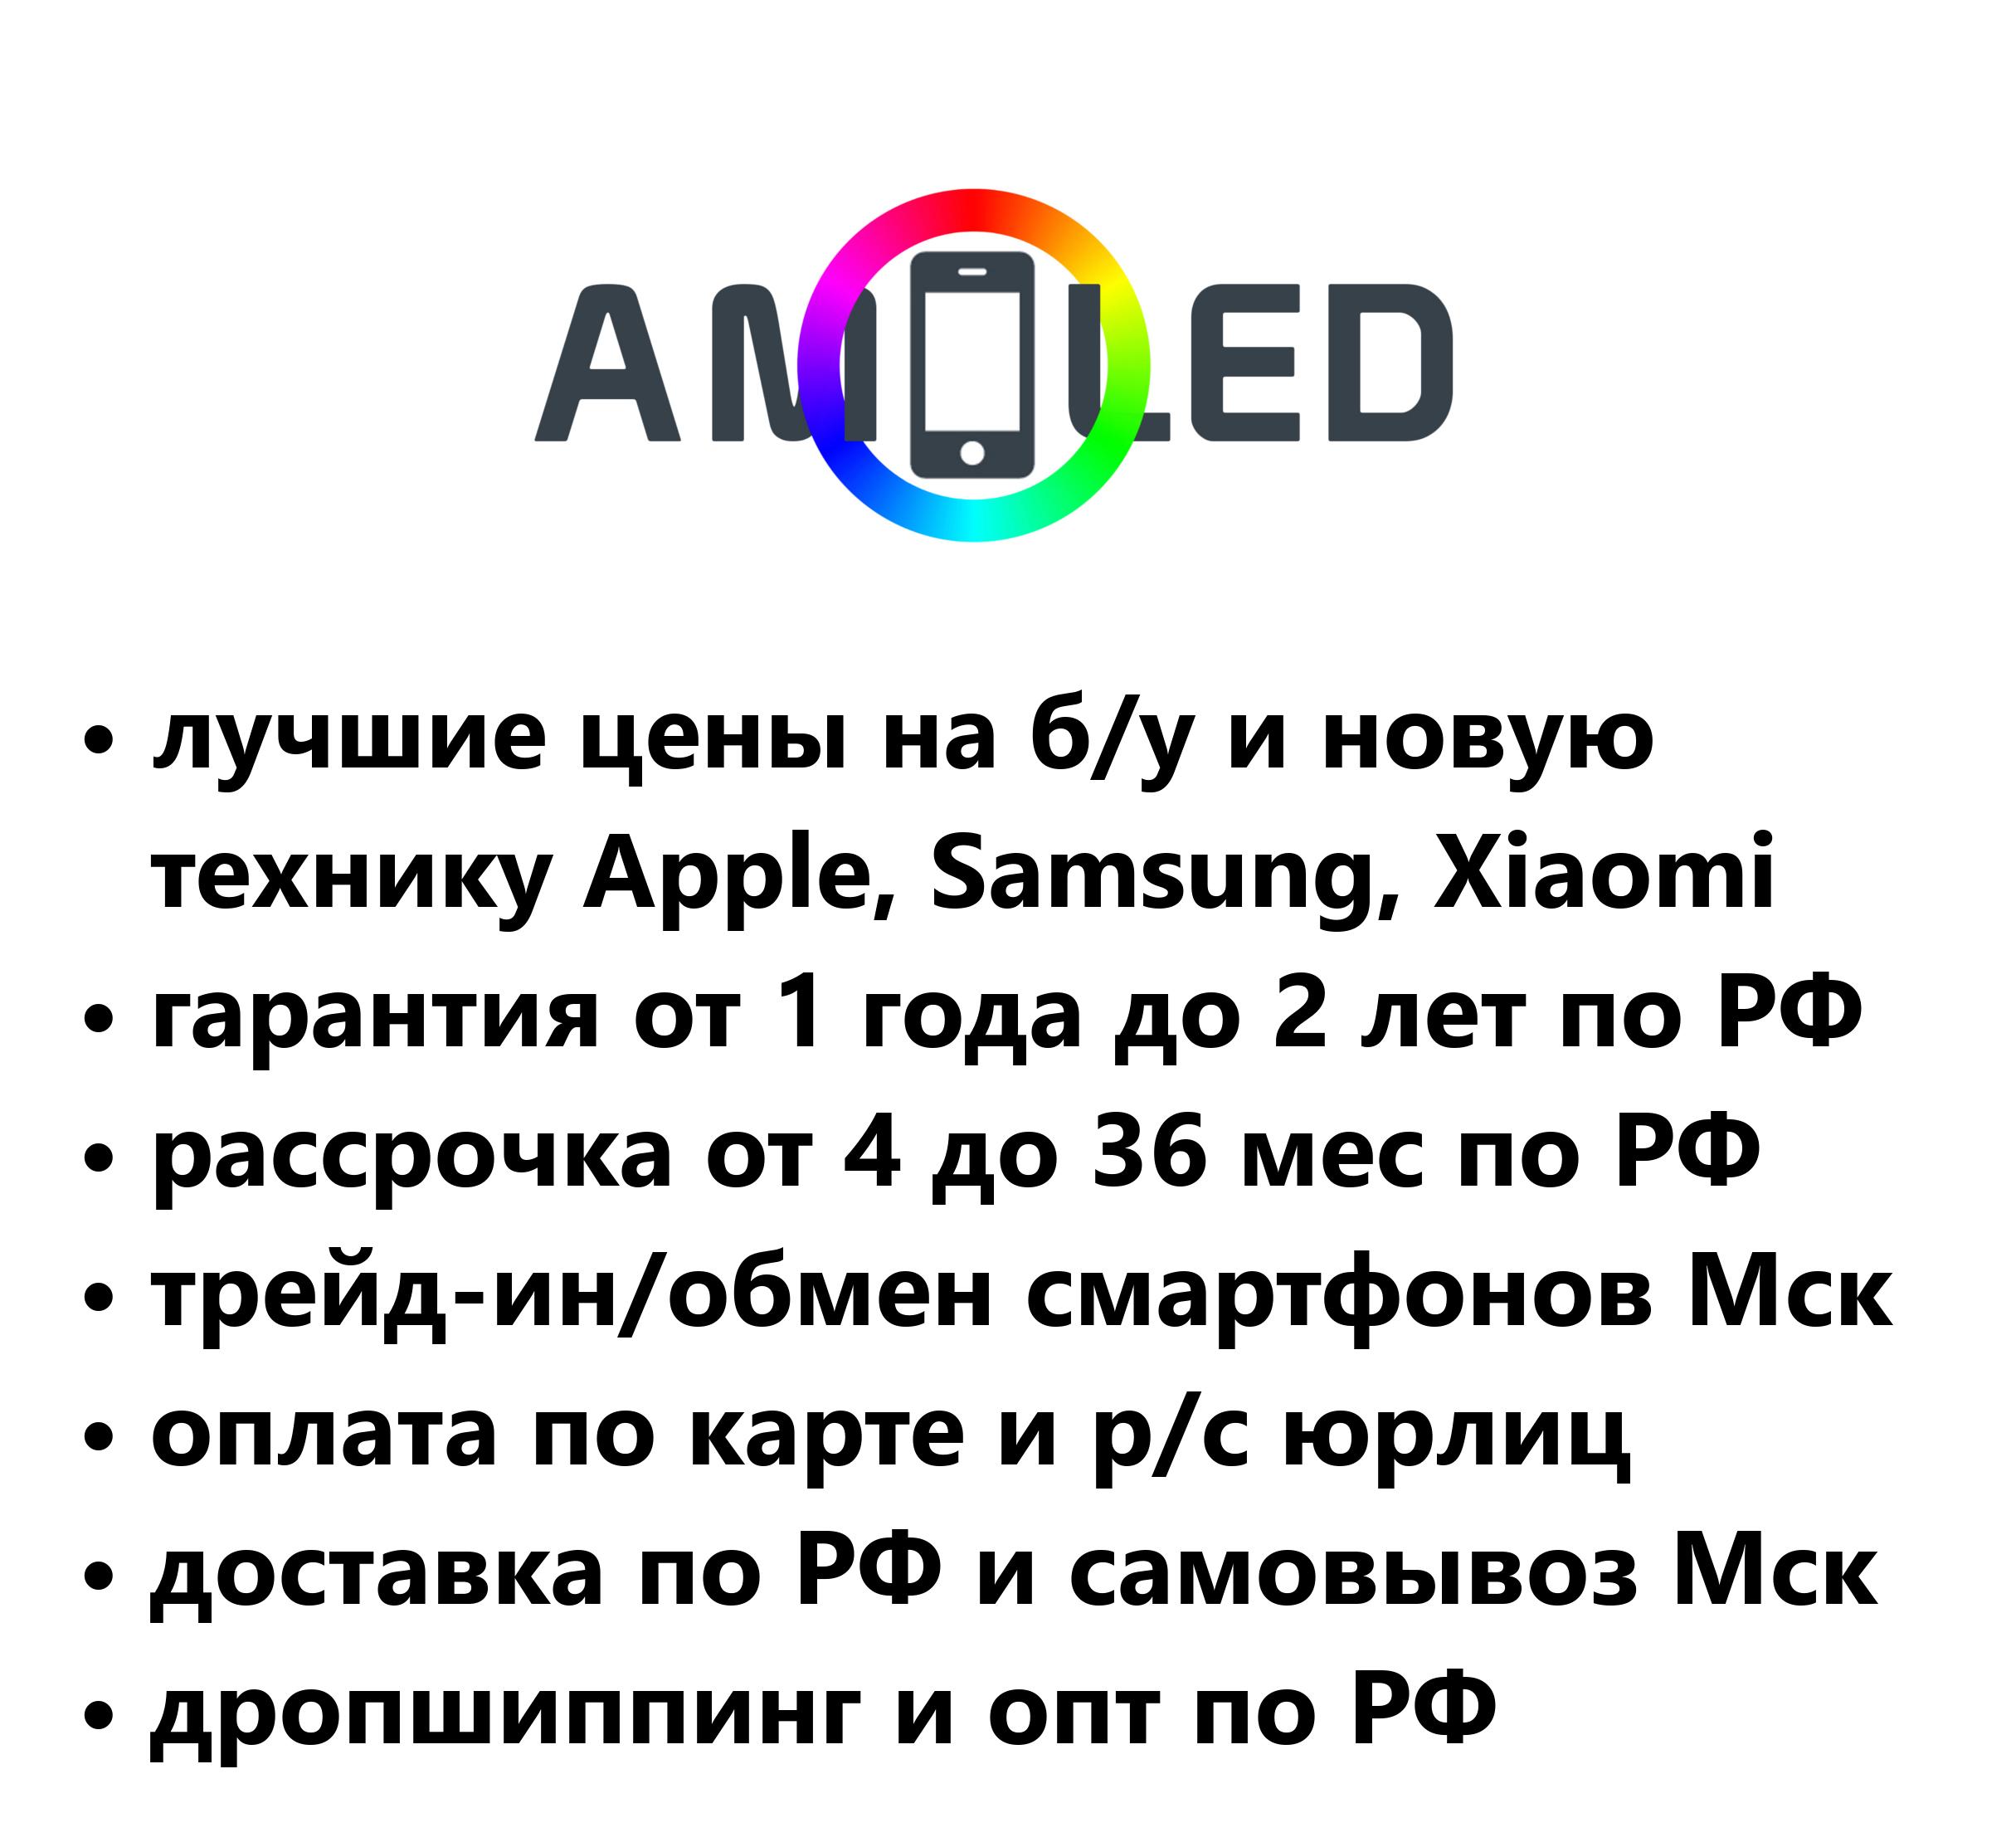 AMOLED
• лучшие цены на б/у и новую
технику Apple, Samsung, Xiaomi
• гарантия от 1 года до 2 лет по РФ
• рассрочка от 4 до 36 мес по РФ
• трейд-ин/обмен смартфонов Мск
• оплата по карте и р/с юрлиц
• доставка по РФ и самовывоз Мск
• дропшиппинг и опт по РФ